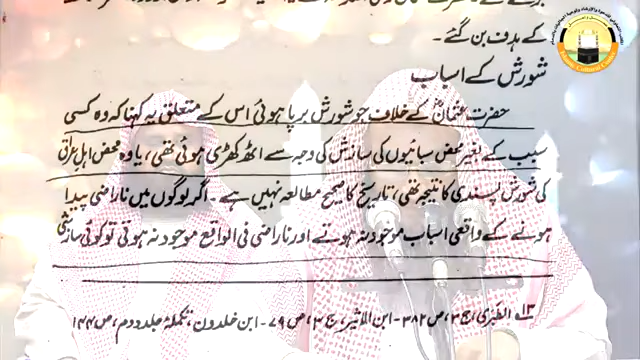 کے ہدف بن گئے۔
شورش کے اسباب
حضرت عثمانؓ کے خلاف جو شورش برپا ہوئی اس کے متعلق یہ کہنا کہ وہ کسی
سبب کے بغیر محض سبائیوں کی سازش کی وجہ سے اٹھ کھڑی ہوئی تھی، یا وہ محض اہلِ عراق
کی شورش پسندی کا نتیجہ تھی، تاریخ کا صحیح مطالعہ نہیں ہے۔ اگر لوگوں میں ناراضی پیدا
ہونے کے واقعی اسباب موجود نہ ہوتے اور ناراضی فی الواقع موجود نہ ہوتی تو کوئی سازشی
۱۳ الطبری، ج ۳، ص ۳۸۲۔ ابن الاثیر، ج ۳، ص ۷۹۔ ابن خلدون، تکملۂ جلد دوم، ص ۱۴۴